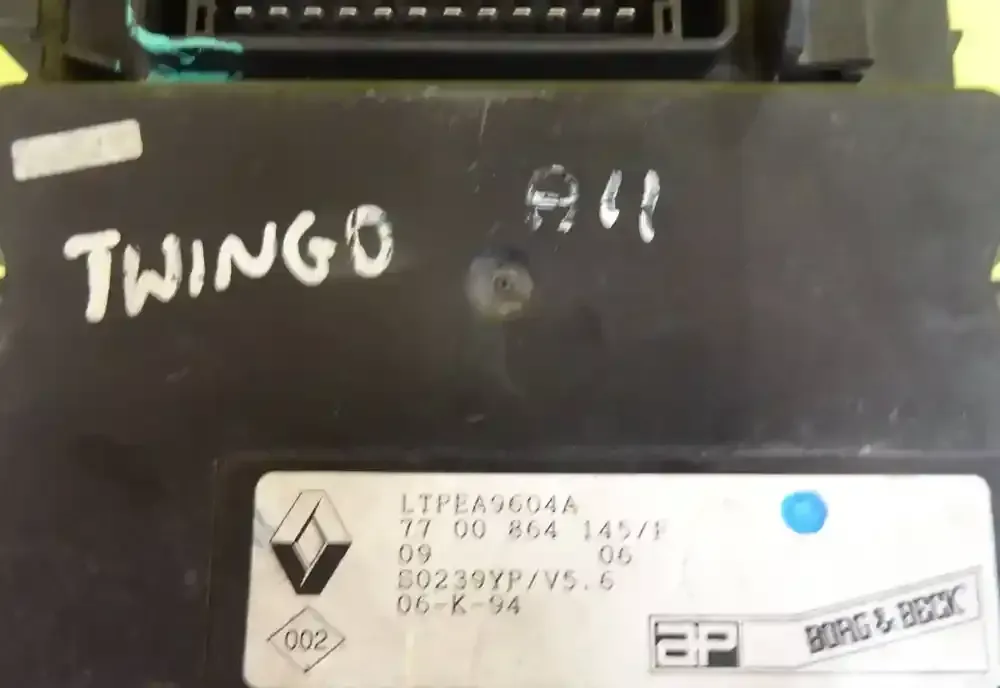 TWINGO A11
LTPEA9604A
77 00 864 145/F
09 06
S0239YP/V5.6
06-K-94
002
ap BORG & BECK